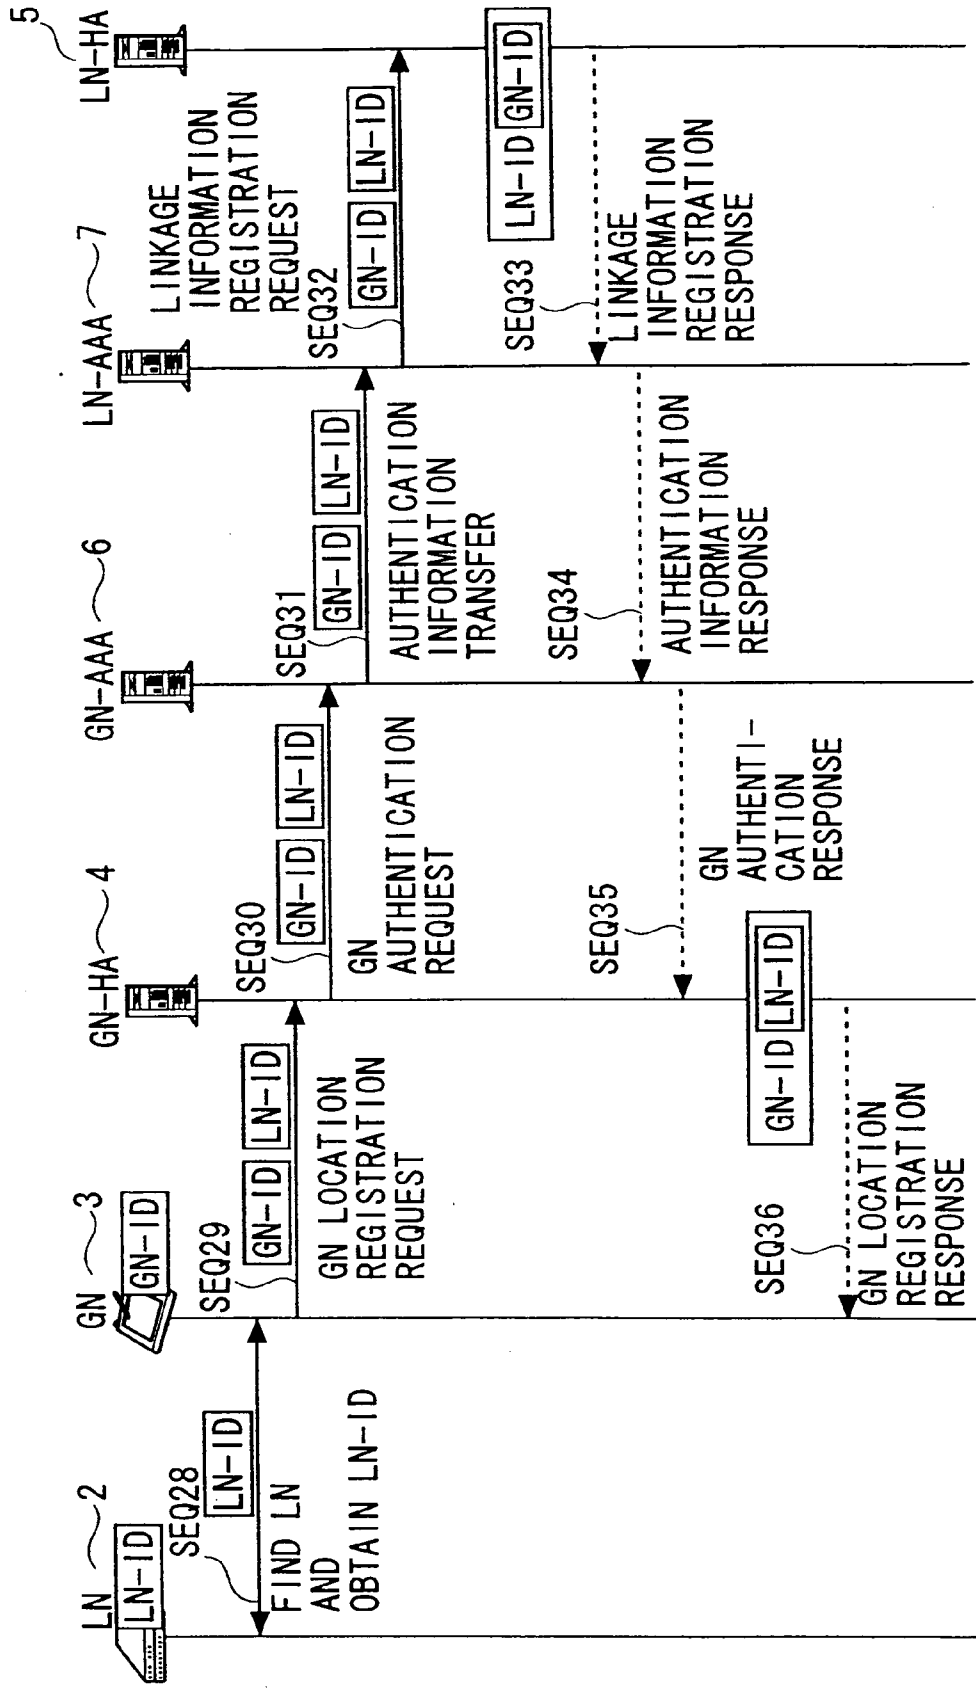 LN
2
LN-ID
GN
3
GN-ID
GN-HA
4
GN-AAA
6
LN-AAA
7
LN-HA
5
SEQ28
LN-ID
FIND LN
AND
OBTAIN LN-ID
SEQ29
GN-ID
LN-ID
GN LOCATION
REGISTRATION
REQUEST
SEQ30
GN-ID
LN-ID
GN
AUTHENTICATION
REQUEST
SEQ31
GN-ID
LN-ID
AUTHENTICATION
INFORMATION
TRANSFER
LINKAGE
INFORMATION
REGISTRATION
REQUEST
SEQ32
GN-ID
LN-ID
LN-ID GN-ID
SEQ33
LINKAGE
INFORMATION
REGISTRATION
RESPONSE
SEQ34
AUTHENTICATION
INFORMATION
RESPONSE
SEQ35
GN
AUTHENTI-
CATION
RESPONSE
GN-ID LN-ID
SEQ36
GN LOCATION
REGISTRATION
RESPONSE